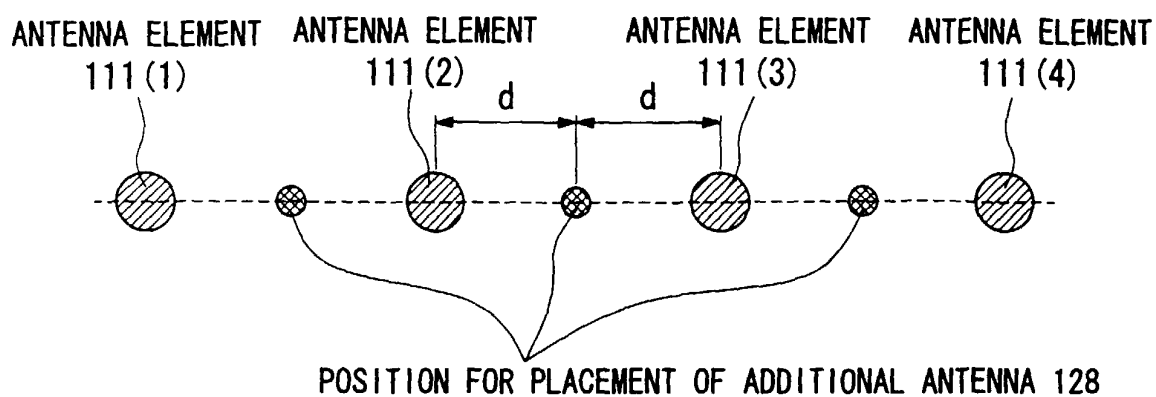 ANTENNA ELEMENT
111(1)
ANTENNA ELEMENT
111(2)
ANTENNA ELEMENT
111(3)
ANTENNA ELEMENT
111(4)
d
d
POSITION FOR PLACEMENT OF ADDITIONAL ANTENNA 128